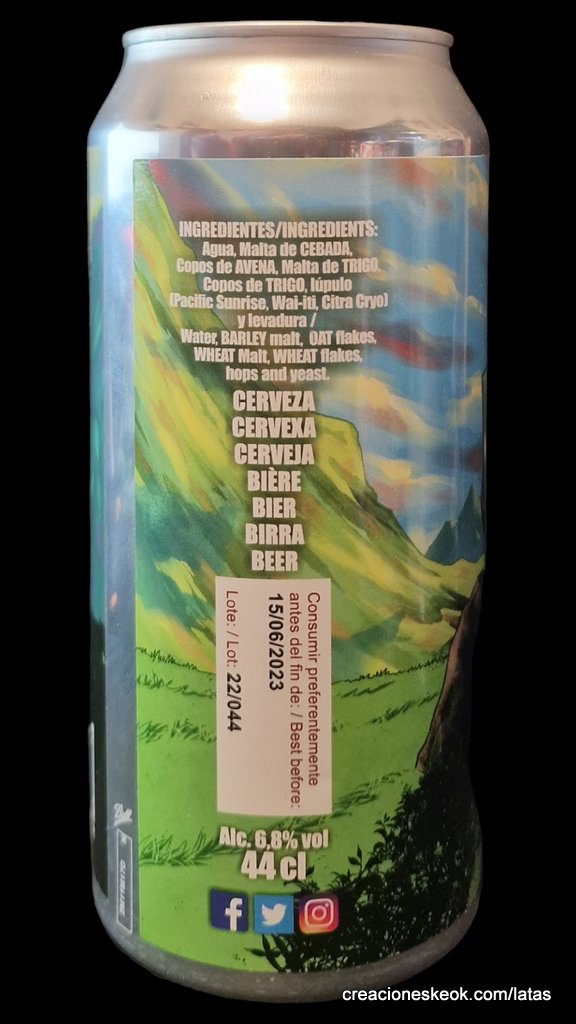 INGREDIENTES/INGREDIENTS:
Agua, Malta de CEBADA,
Copos de AVENA, Malta de TRIGO,
Copos de TRIGO, lúpulo
(Pacific Sunrise, Wai-iti, Citra Cryo)
y levadura /
Water, BARLEY malt, OAT flakes,
WHEAT Malt, WHEAT flakes,
hops and yeast.
CERVEZA
CERVEXA
CERVEJA
BIÈRE
BIER
BIRRA
BEER
Consumir preferentemente
antes del fin de: / Best before:
15/06/2023
Lote: / Lot: 22/044
Alc. 6,8% vol
44 cl
creacioneskeok.com/latas